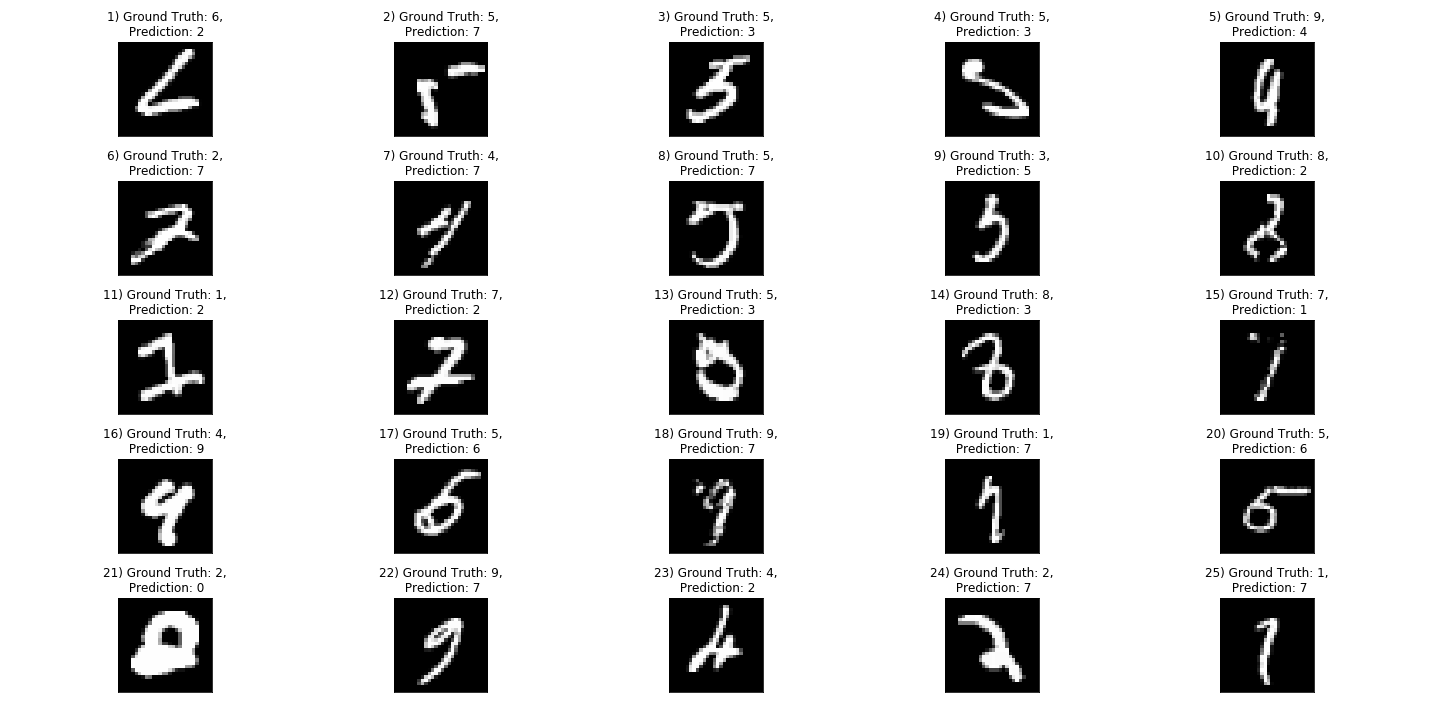 1) Ground Truth: 6,
Prediction: 2
2) Ground Truth: 5,
Prediction: 7
3) Ground Truth: 5,
Prediction: 3
4) Ground Truth: 5,
Prediction: 3
5) Ground Truth: 9,
Prediction: 4
6) Ground Truth: 2,
Prediction: 7
7) Ground Truth: 4,
Prediction: 7
8) Ground Truth: 5,
Prediction: 7
9) Ground Truth: 3,
Prediction: 5
10) Ground Truth: 8,
Prediction: 2
11) Ground Truth: 1,
Prediction: 2
12) Ground Truth: 7,
Prediction: 2
13) Ground Truth: 5,
Prediction: 3
14) Ground Truth: 8,
Prediction: 3
15) Ground Truth: 7,
Prediction: 1
16) Ground Truth: 4,
Prediction: 9
17) Ground Truth: 5,
Prediction: 6
18) Ground Truth: 9,
Prediction: 7
19) Ground Truth: 1,
Prediction: 7
20) Ground Truth: 5,
Prediction: 6
21) Ground Truth: 2,
Prediction: 0
22) Ground Truth: 9,
Prediction: 7
23) Ground Truth: 4,
Prediction: 2
24) Ground Truth: 2,
Prediction: 7
25) Ground Truth: 1,
Prediction: 7